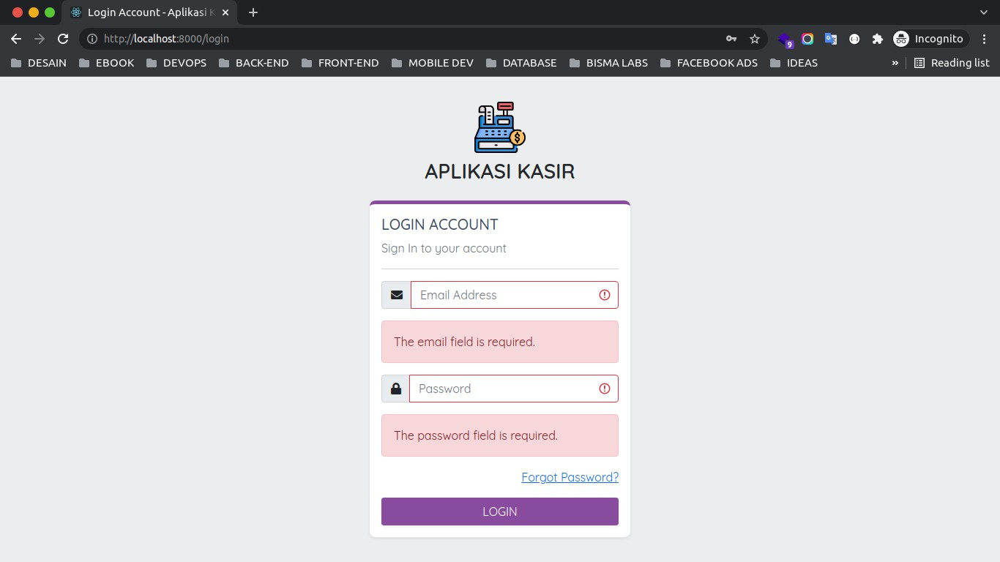 Login Account - Aplikasi K
http://localhost:8000/login
9
Incognito
DESAIN
EBOOK
DEVOPS
BACK-END
FRONT-END
MOBILE DEV
DATABASE
BISMA LABS
FACEBOOK ADS
IDEAS
»
Reading list
APLIKASI KASIR
LOGIN ACCOUNT
Sign In to your account
Email Address
The email field is required.
Password
The password field is required.
Forgot Password?
LOGIN